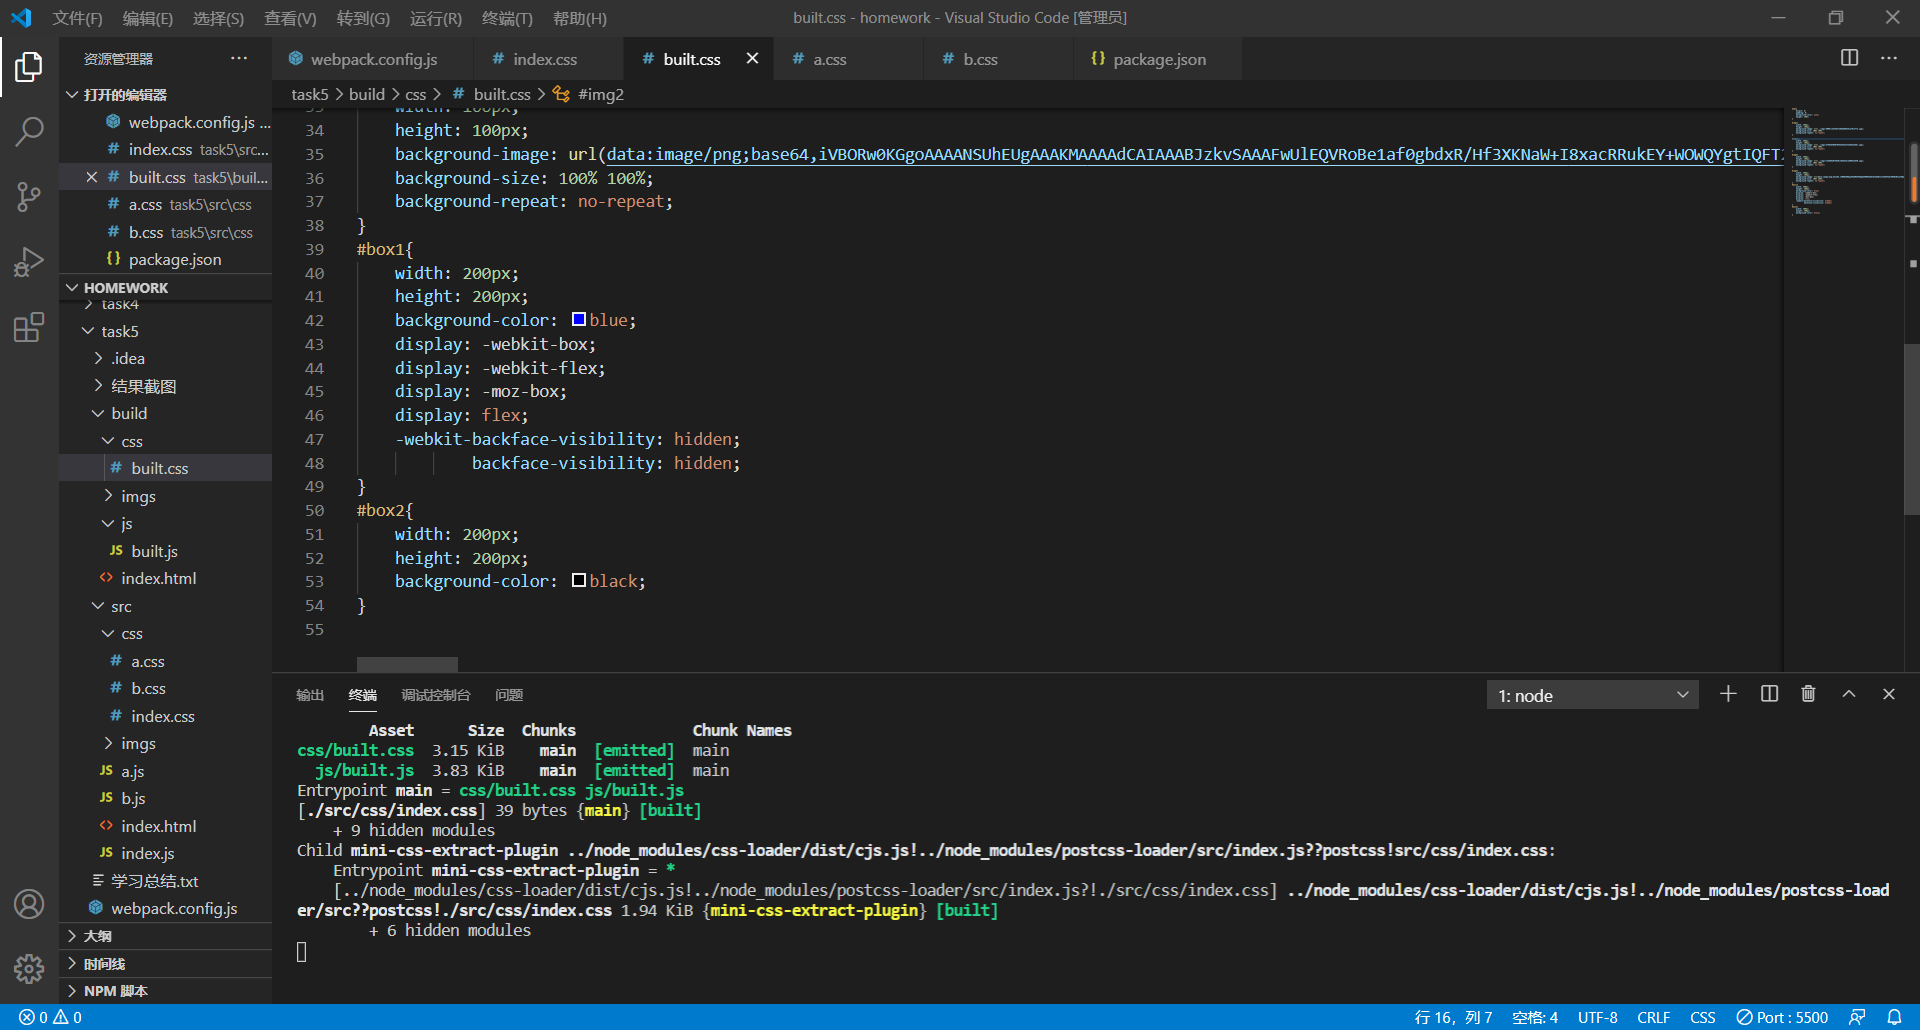 文件(F) 编辑(E) 选择(S) 查看(V) 转到(G) 运行(R) 终端(T) 帮助(H)
built.css - homework - Visual Studio Code [管理员]
资源管理器
webpack.config.js
# index.css
# built.css
# a.css
# b.css
{} package.json
task5 > build > css > # built.css > #img2
打开的编辑器
webpack.config.js ...
# index.css task5\src...
# built.css task5\buil...
# a.css task5\src\css
# b.css task5\src\css
{} package.json
HOMEWORK
task4
task5
.idea
结果截图
build
css
# built.css
imgs
js
JS built.js
<> index.html
src
css
# a.css
# b.css
# index.css
imgs
JS a.js
JS b.js
<> index.html
JS index.js
学习总结.txt
webpack.config.js
大纲
时间线
NPM 脚本
33 width: 100px;
34 height: 100px;
35 background-image: url(data:image/png;base64,iVBORw0KGgoAAAANSUhEUgAAAKMAAAAdCAIAAABJzkvSAAAFwUlEQVRoBe1af0gbdxR/Hf3XKNaW+I8xacRRukEY+WOWQYgtIQFT
36 background-size: 100% 100%;
37 background-repeat: no-repeat;
38 }
39 #box1{
40 width: 200px;
41 height: 200px;
42 background-color: blue;
43 display: -webkit-box;
44 display: -webkit-flex;
45 display: -moz-box;
46 display: flex;
47 -webkit-backface-visibility: hidden;
48 backface-visibility: hidden;
49 }
50 #box2{
51 width: 200px;
52 height: 200px;
53 background-color: black;
54 }
55
输出 终端 调试控制台 问题
1: node
Asset Size Chunks Chunk Names
css/built.css 3.15 KiB main [emitted] main
js/built.js 3.83 KiB main [emitted] main
Entrypoint main = css/built.css js/built.js
[./src/css/index.css] 39 bytes {main} [built]
+ 9 hidden modules
Child mini-css-extract-plugin ../node_modules/css-loader/dist/cjs.js!../node_modules/postcss-loader/src/index.js??postcss!src/css/index.css:
Entrypoint mini-css-extract-plugin = *
[../node_modules/css-loader/dist/cjs.js!../node_modules/postcss-loader/src/index.js?!./src/css/index.css] ../node_modules/css-loader/dist/cjs.js!../node_modules/postcss-load
er/src??postcss!./src/css/index.css 1.94 KiB {mini-css-extract-plugin} [built]
+ 6 hidden modules
0 0
行 16，列 7 空格: 4 UTF-8 CRLF CSS Port : 5500